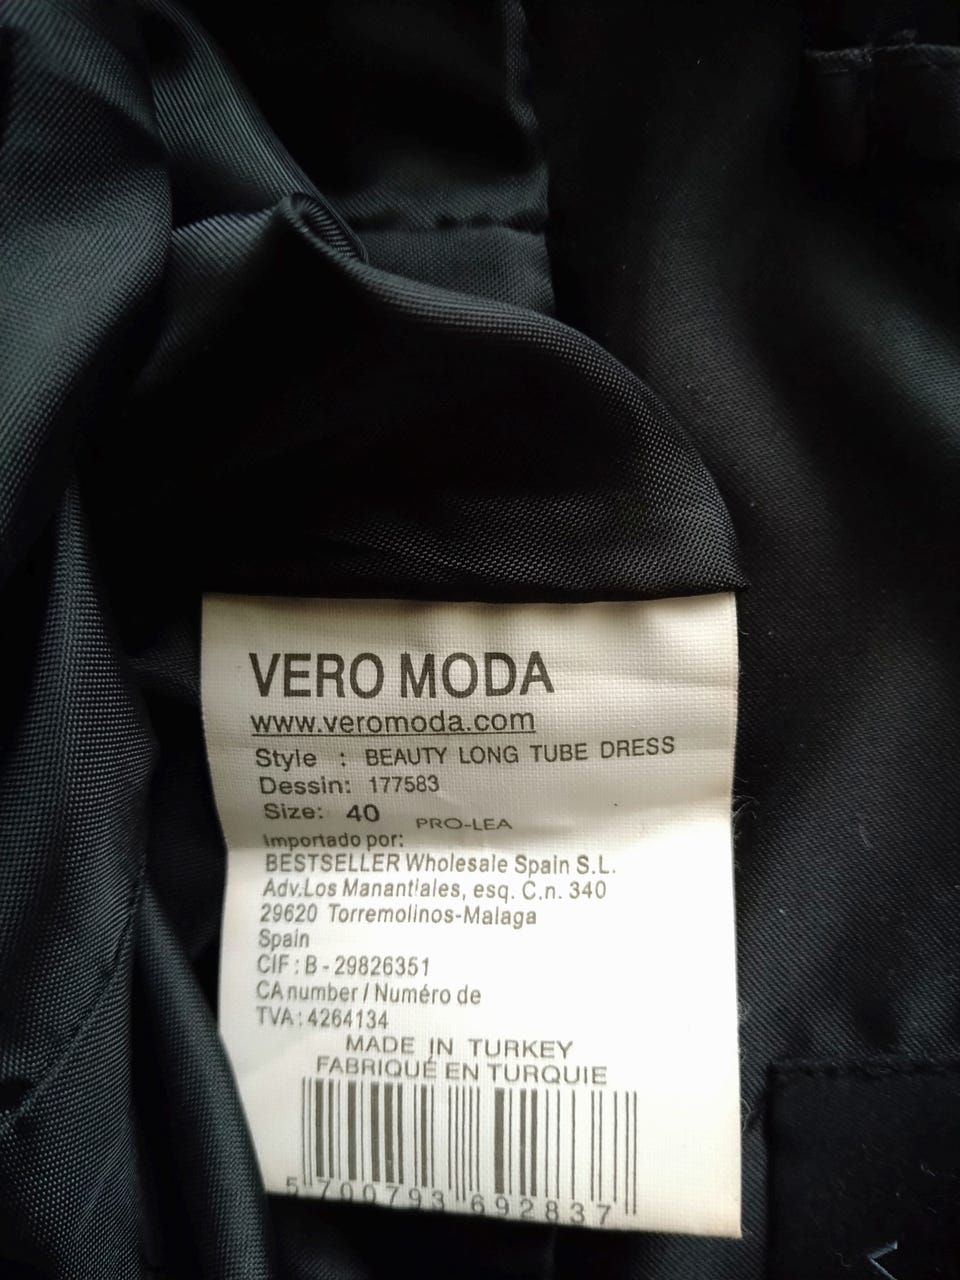 VERO MODA
www.veromoda.com
Style : BEAUTY LONG TUBE DRESS
Dessin: 177583
Size: 40 PRO-LEA
Importado por:
BESTSELLER Wholesale Spain S.L.
Adv.Los Manantiales, esq. C.n. 340
29620 Torremolinos-Malaga
Spain
CIF : B - 29826351
CA number / Numéro de
TVA : 4264134
MADE IN TURKEY
FABRIQUÉ EN TURQUIE
5 700793 692837